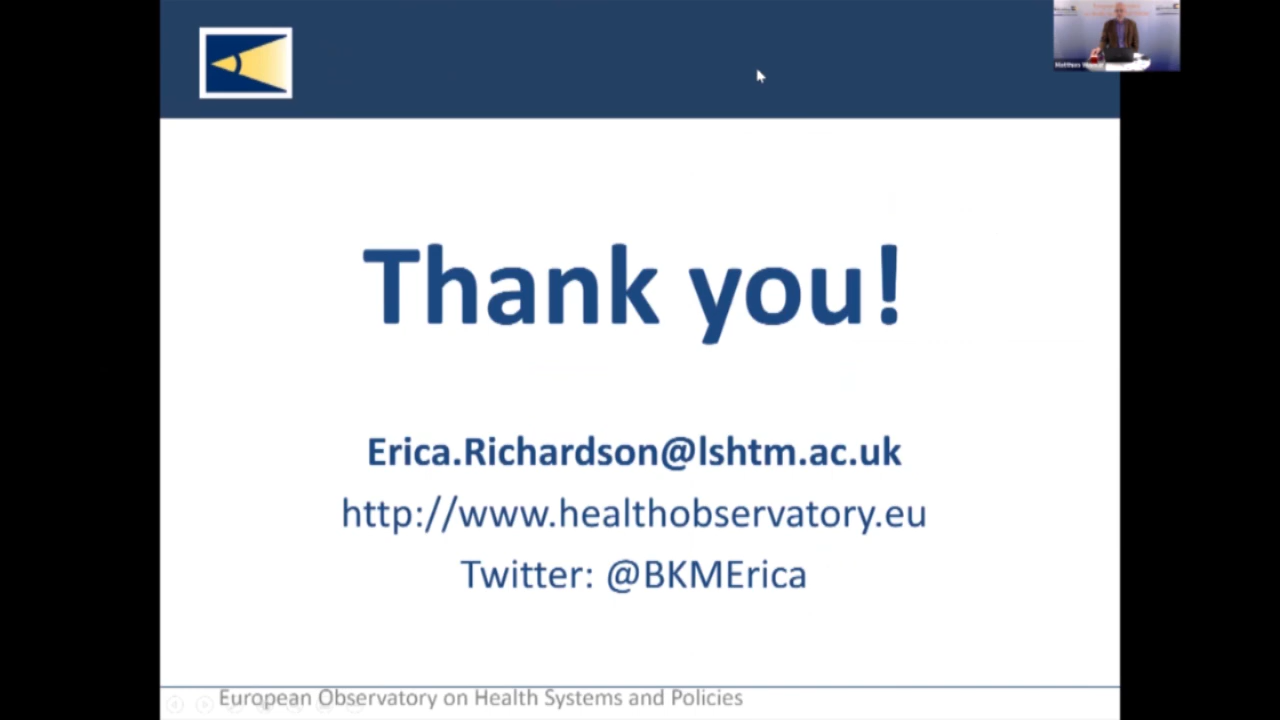 Thank you!
Erica.Richardson@lshtm.ac.uk
http://www.healthobservatory.eu
Twitter: @BKMErica
European Observatory on Health Systems and Policies